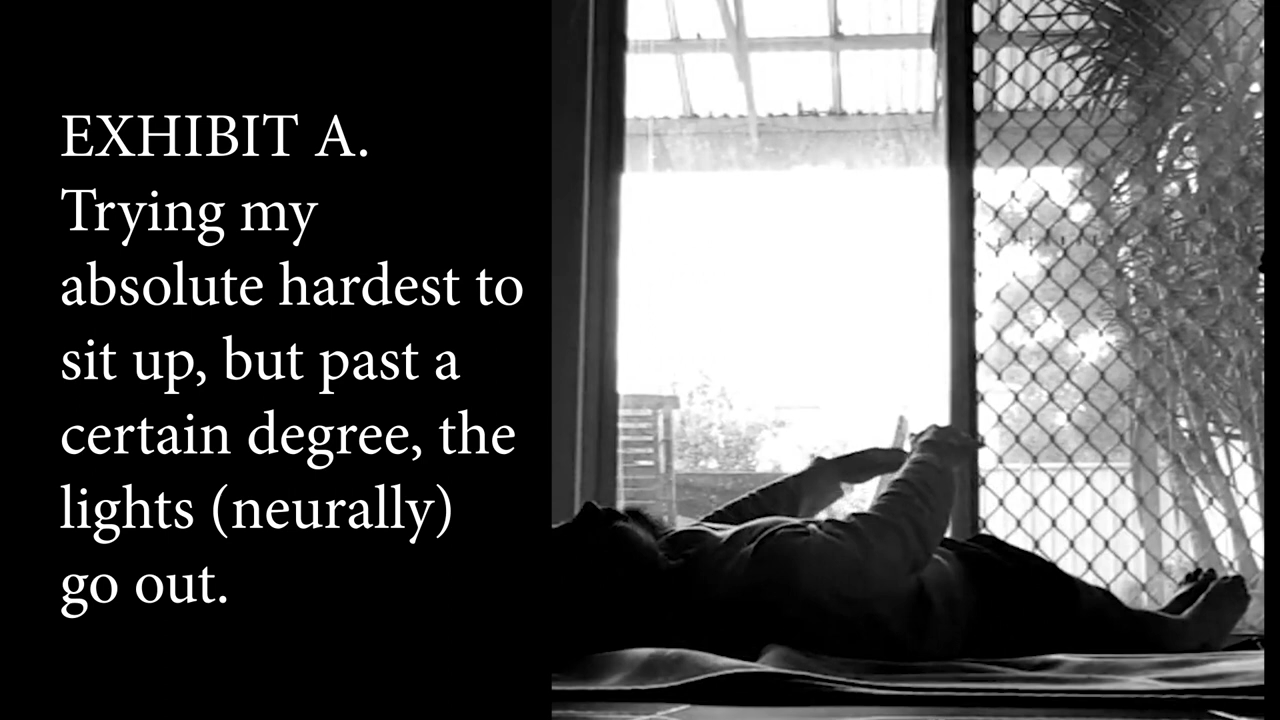 EXHIBIT A.
Trying my
absolute hardest to
sit up, but past a
certain degree, the
lights (neurally)
go out.